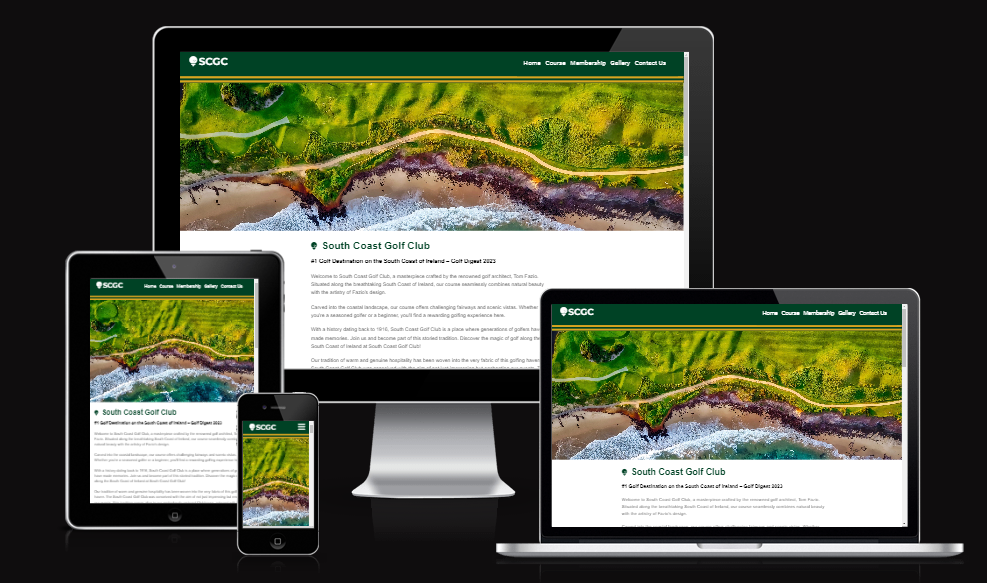 SCGC
Home Course Membership Gallery Contact Us
South Coast Golf Club
#1 Golf Destination on the South Coast of Ireland – Golf Digest 2023
Welcome to South Coast Golf Club, a masterpiece crafted by the renowned golf architect, Tom Fazio.
Situated along the breathtaking South Coast of Ireland, our course seamlessly combines natural beauty
with the artistry of Fazio's design.
Carved into the coastal landscape, our course offers challenging fairways and scenic vistas. Whether
you're a seasoned golfer or a beginner, you'll find a rewarding golfing experience here.
With a history dating back to 1816, South Coast Golf Club is a place where generations of golfers have
made memories. Join us and become part of this storied tradition. Discover the magic of golf along the
South Coast of Ireland at South Coast Golf Club!
Our tradition of warm and genuine hospitality has been woven into the very fabric of this golfing haven
SCGC
Home Course Membership Gallery Contact Us
South Coast Golf Club
#1 Golf Destination on the South Coast of Ireland – Golf Digest 2023
SCGC
SCGC
Home Course Membership Gallery Contact Us
South Coast Golf Club
#1 Golf Destination on the South Coast of Ireland – Golf Digest 2023
Welcome to South Coast Golf Club, a masterpiece crafted by the renowned golf architect, Tom Fazio.
Situated along the breathtaking South Coast of Ireland, our course seamlessly combines natural beauty
with the artistry of Fazio's design.